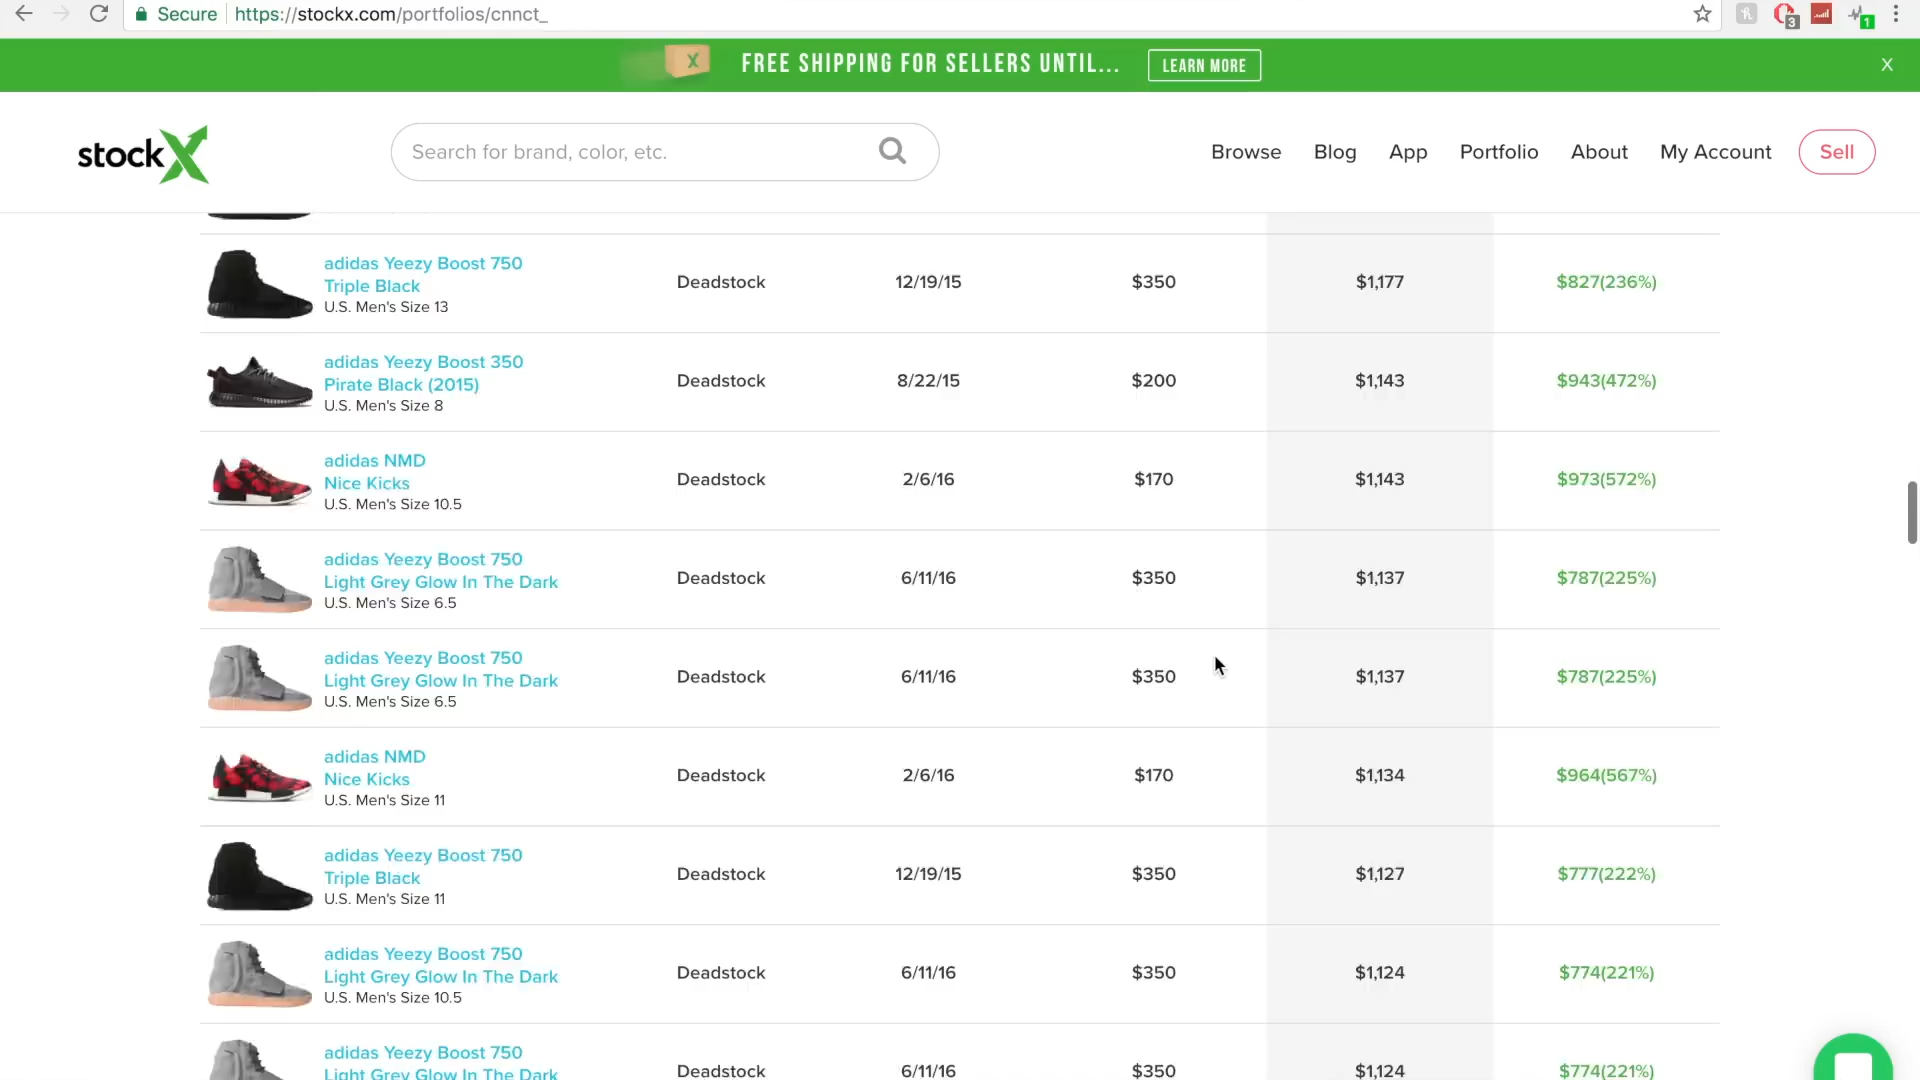 Secure https://stockx.com/portfolios/cnnct_
3
1
X
FREE SHIPPING FOR SELLERS UNTIL...
LEARN MORE
X
stockX
Search for brand, color, etc.
Browse
Blog
App
Portfolio
About
My Account
Sell
adidas Yeezy Boost 750
Triple Black
U.S. Men's Size 13
Deadstock
12/19/15
$350
$1,177
$827(236%)
adidas Yeezy Boost 350
Pirate Black (2015)
U.S. Men's Size 8
Deadstock
8/22/15
$200
$1,143
$943(472%)
adidas NMD
Nice Kicks
U.S. Men's Size 10.5
Deadstock
2/6/16
$170
$1,143
$973(572%)
adidas Yeezy Boost 750
Light Grey Glow In The Dark
U.S. Men's Size 6.5
Deadstock
6/11/16
$350
$1,137
$787(225%)
adidas Yeezy Boost 750
Light Grey Glow In The Dark
U.S. Men's Size 6.5
Deadstock
6/11/16
$350
$1,137
$787(225%)
adidas NMD
Nice Kicks
U.S. Men's Size 11
Deadstock
2/6/16
$170
$1,134
$964(567%)
adidas Yeezy Boost 750
Triple Black
U.S. Men's Size 11
Deadstock
12/19/15
$350
$1,127
$777(222%)
adidas Yeezy Boost 750
Light Grey Glow In The Dark
U.S. Men's Size 10.5
Deadstock
6/11/16
$350
$1,124
$774(221%)
adidas Yeezy Boost 750
Light Grey Glow In The Dark
Deadstock
6/11/16
$350
$1,124
$774(221%)